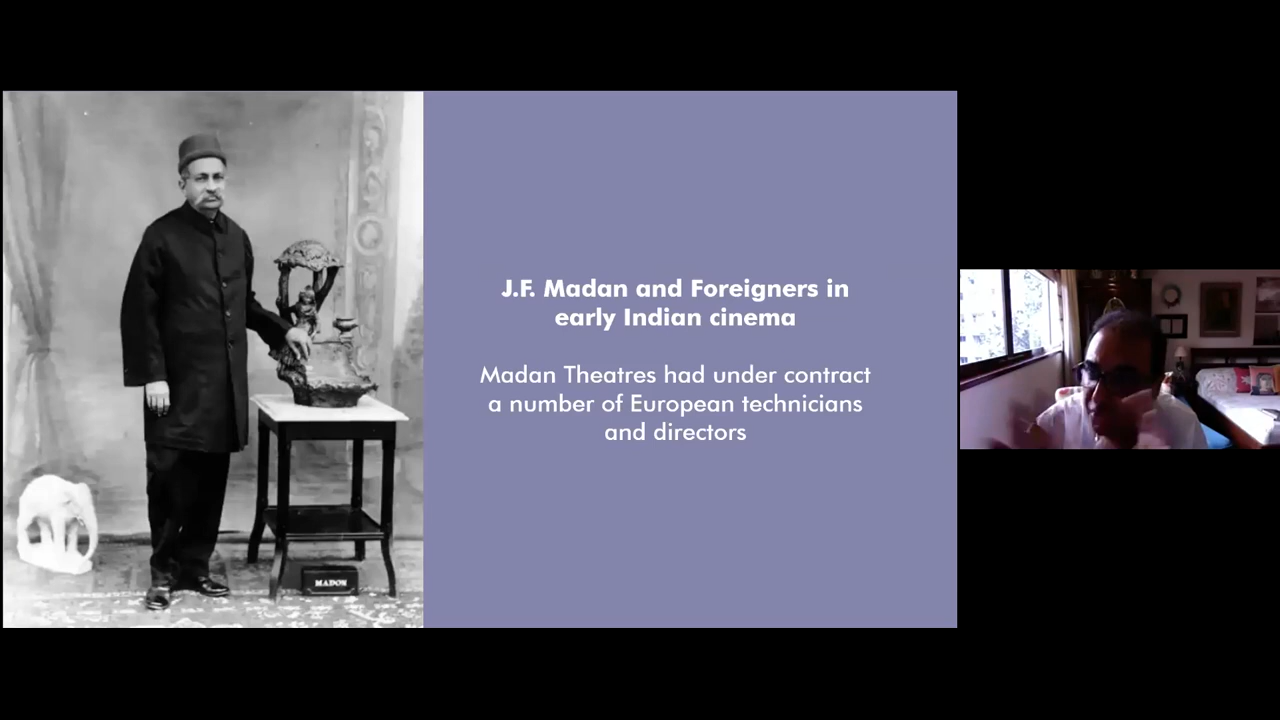 J.F. Madan and Foreigners in
early Indian cinema
Madan Theatres had under contract
a number of European technicians
and directors
MADON